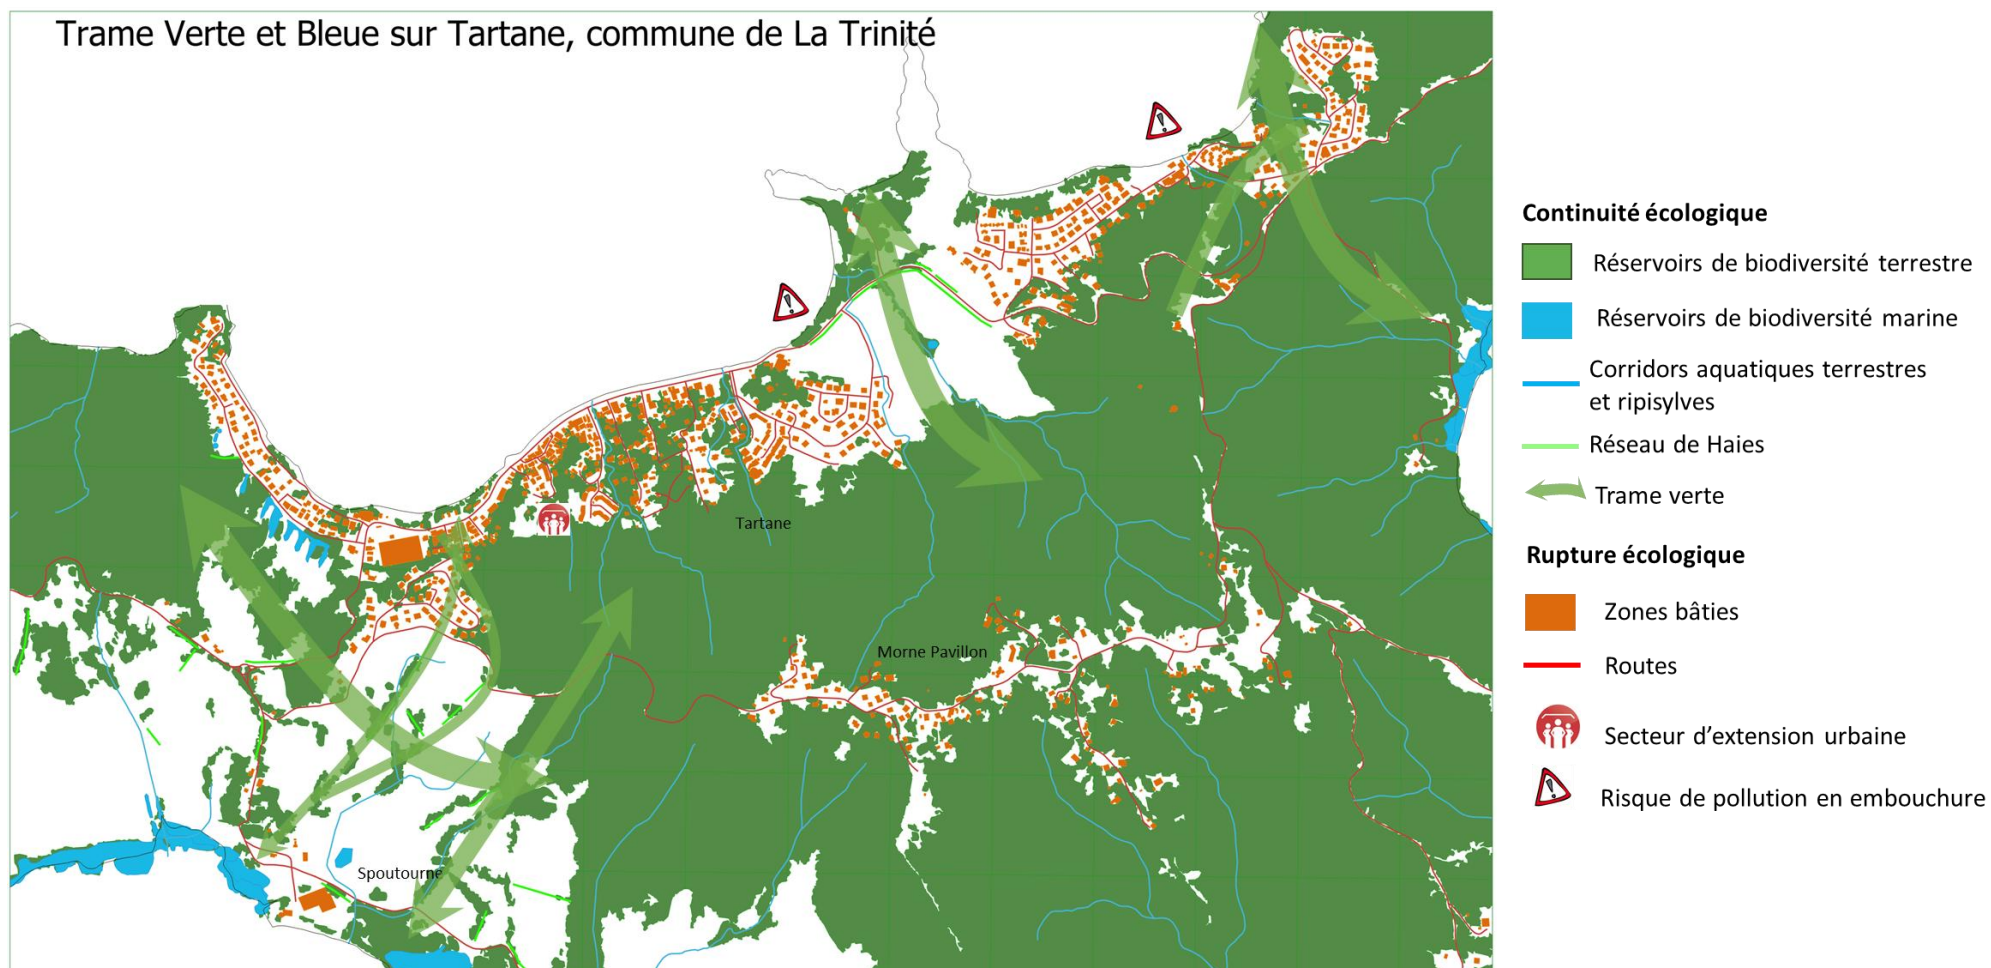 Trame Verte et Bleue sur Tartane, commune de La Trinité
Tartane
Morne Pavillon
Spoutourne
Continuité écologique
Réservoirs de biodiversité terrestre
Réservoirs de biodiversité marine
Corridors aquatiques terrestres
et ripisylves
Réseau de Haies
Trame verte
Rupture écologique
Zones bâties
Routes
Secteur d'extension urbaine
Risque de pollution en embouchure